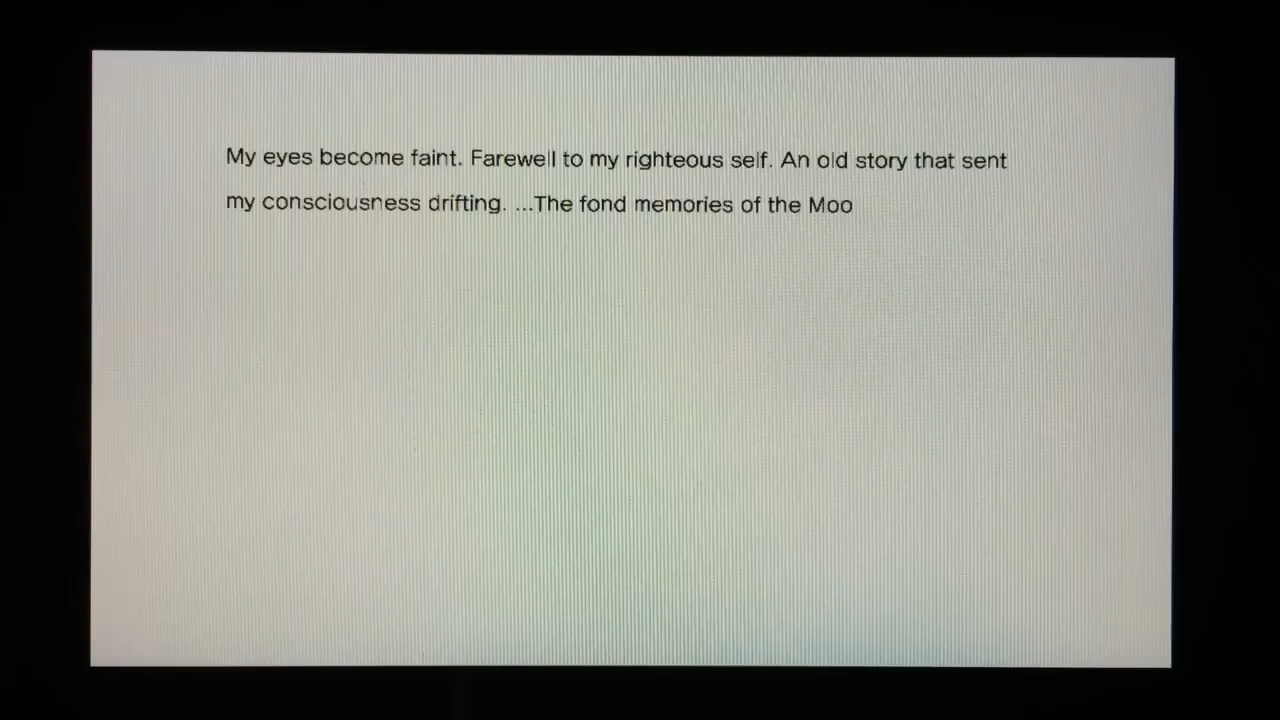 My eyes become faint. Farewell to my righteous self. An old story that sent
my consciousness drifting. ...The fond memories of the Moo